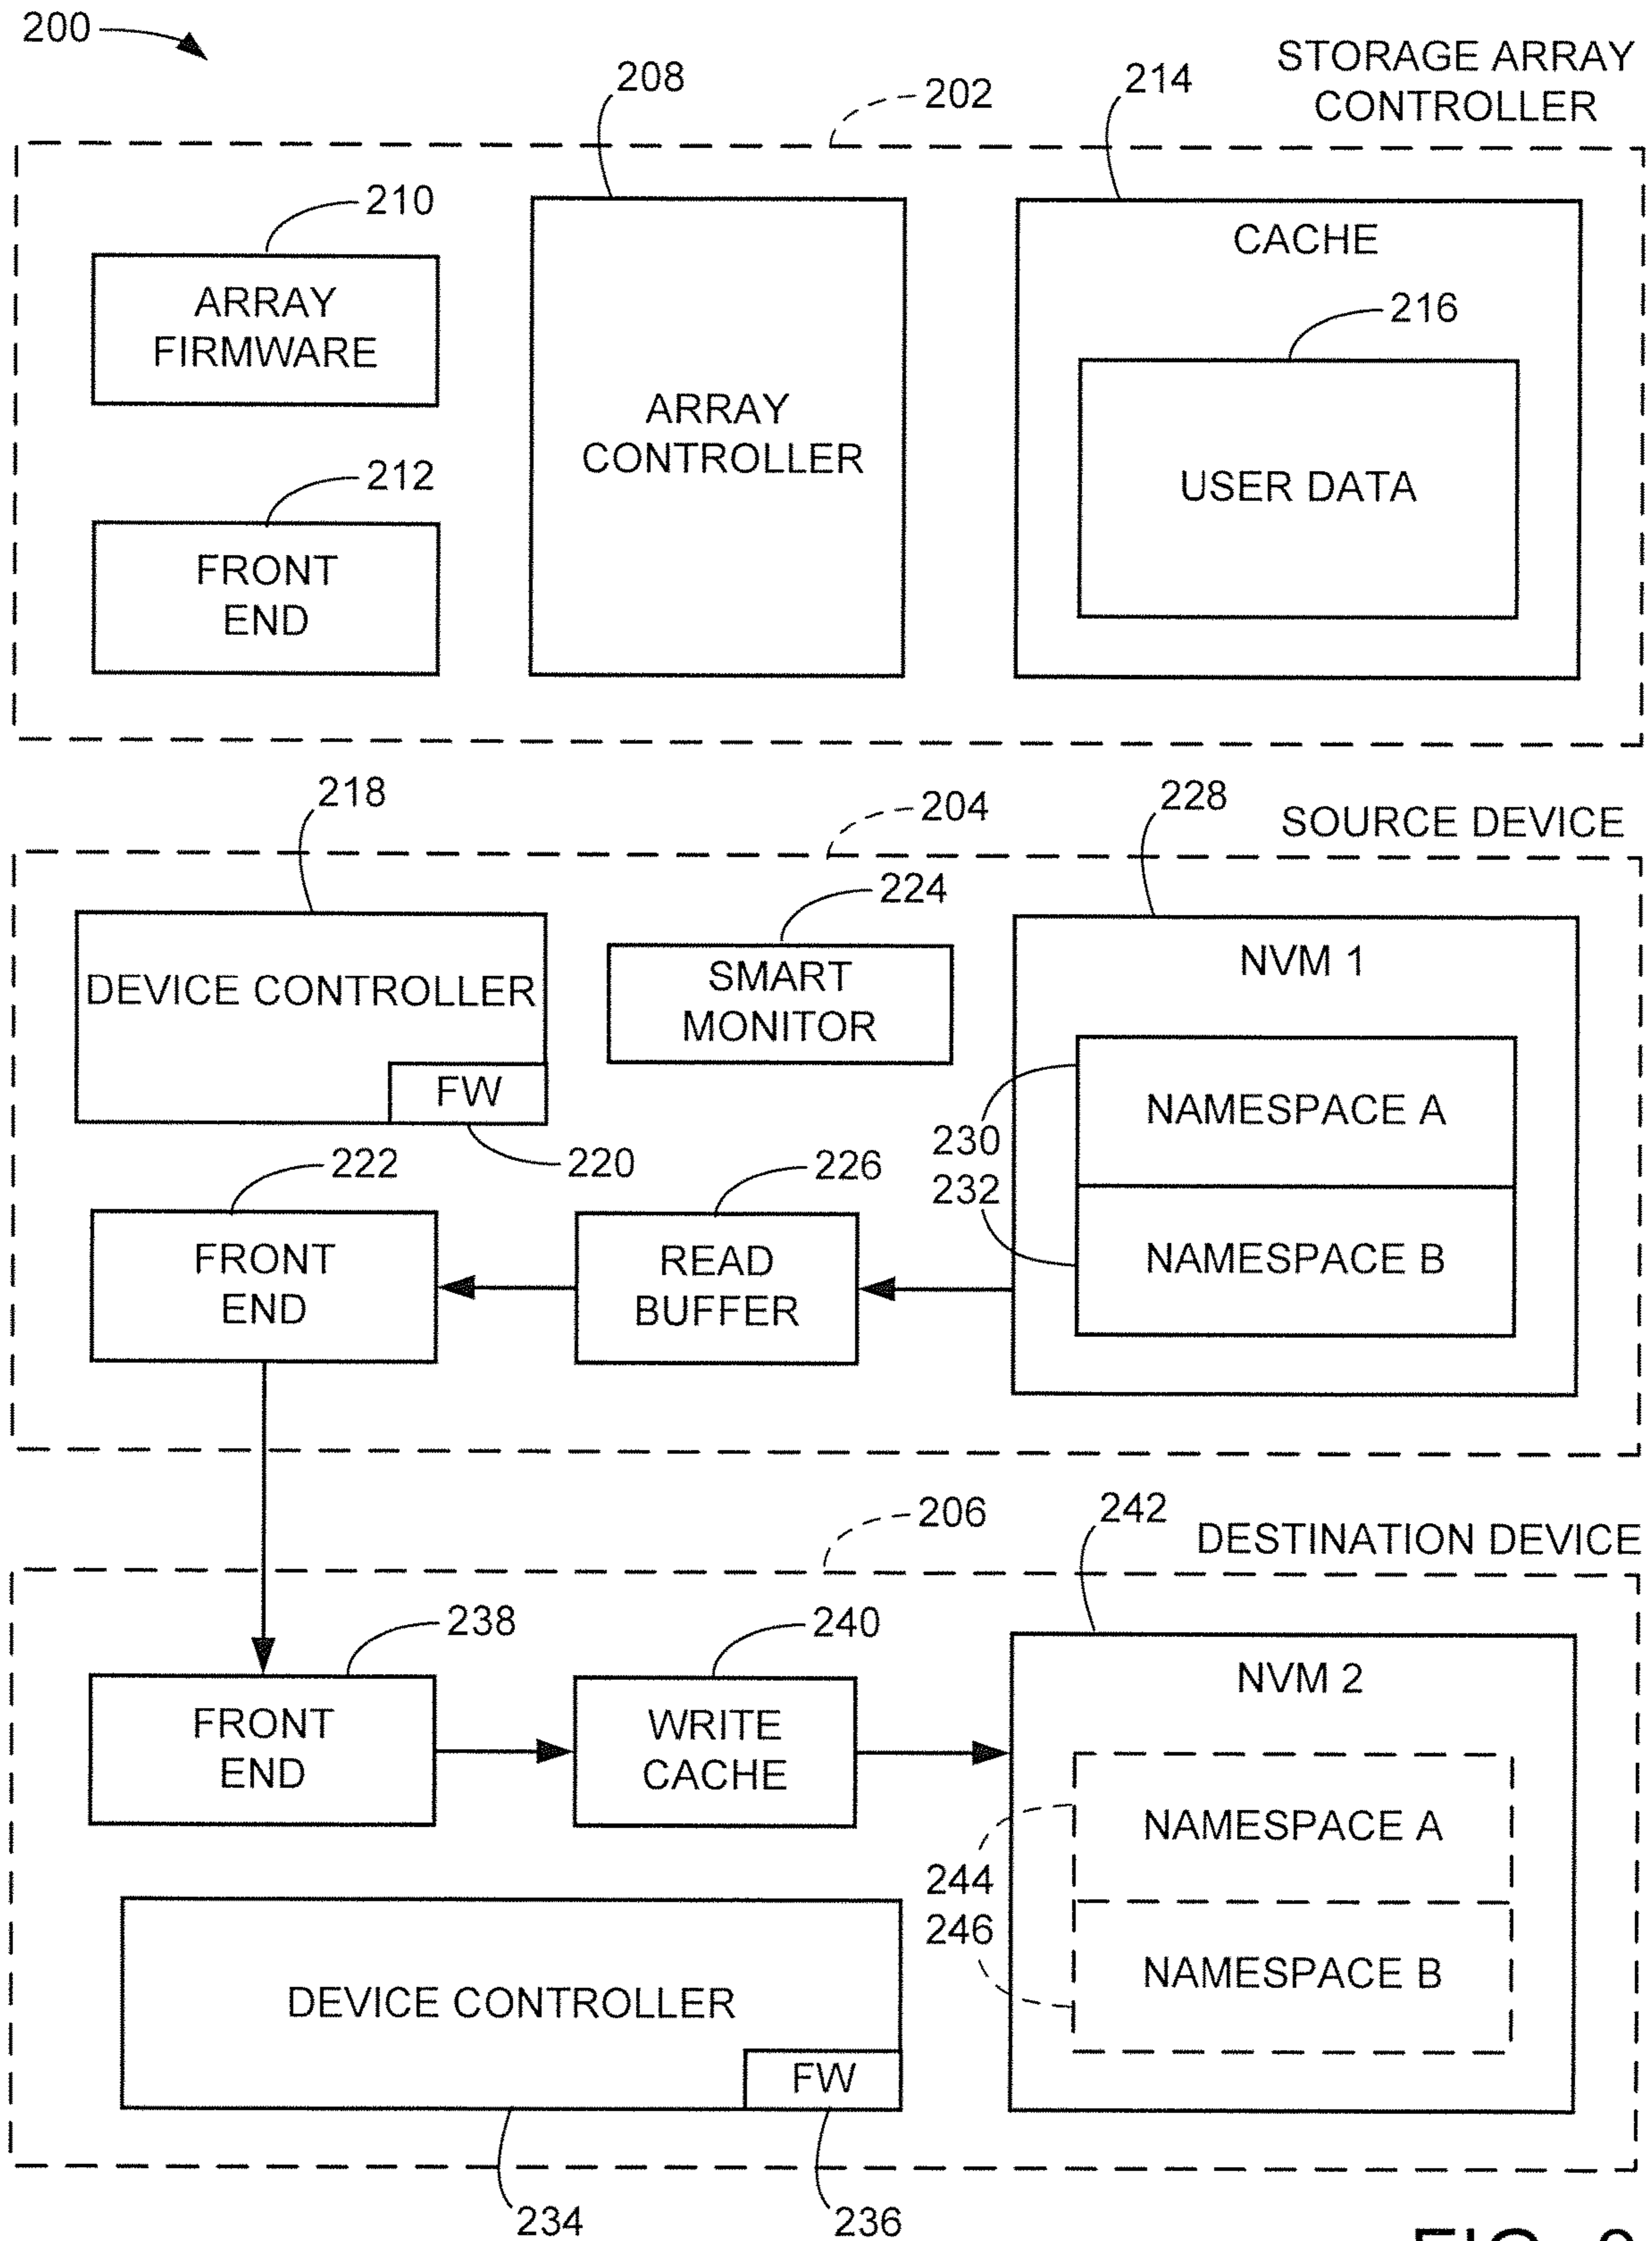 200
STORAGE ARRAY
CONTROLLER
208
202
214
210
CACHE
ARRAY
FIRMWARE
216
ARRAY
CONTROLLER
212
USER DATA
FRONT
END
218
204
228
SOURCE DEVICE
224
NVM 1
DEVICE CONTROLLER
SMART
MONITOR
FW
NAMESPACE A
230
222
220
226
232
FRONT
END
READ
BUFFER
NAMESPACE B
206
242
DESTINATION DEVICE
238
240
NVM 2
FRONT
END
WRITE
CACHE
NAMESPACE A
244
246
NAMESPACE B
DEVICE CONTROLLER
FW
234
236